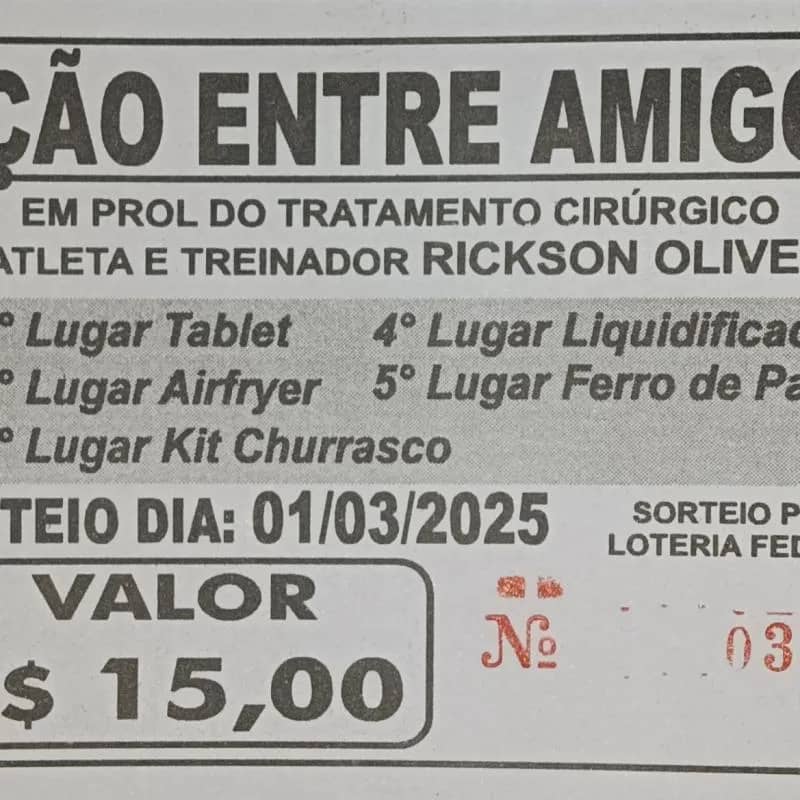 ÇÃO ENTRE AMIGO
EM PROL DO TRATAMENTO CIRÚRGICO
ATLETA E TREINADOR RICKSON OLIVE
º Lugar Tablet 4º Lugar Liquidificad
º Lugar Airfryer 5º Lugar Ferro de Pa
º Lugar Kit Churrasco
TEIO DIA: 01/03/2025
SORTEIO P
LOTERIA FED
VALOR
$ 15,00
Nº 03